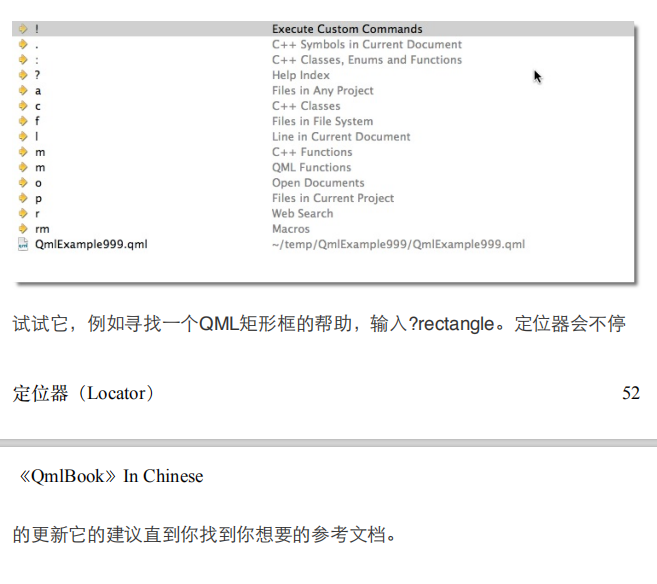 ! Execute Custom Commands
. C++ Symbols in Current Document
: C++ Classes, Enums and Functions
? Help Index
a Files in Any Project
c C++ Classes
f Files in File System
l Line in Current Document
m C++ Functions
m QML Functions
o Open Documents
p Files in Current Project
r Web Search
rm Macros
QmlExample999.qml ~/temp/QmlExample999/QmlExample999.qml
试试它，例如寻找一个QML矩形框的帮助，输入?rectangle。定位器会不停
定位器（Locator） 52
《QmlBook》In Chinese
的更新它的建议直到你找到你想要的参考文档。